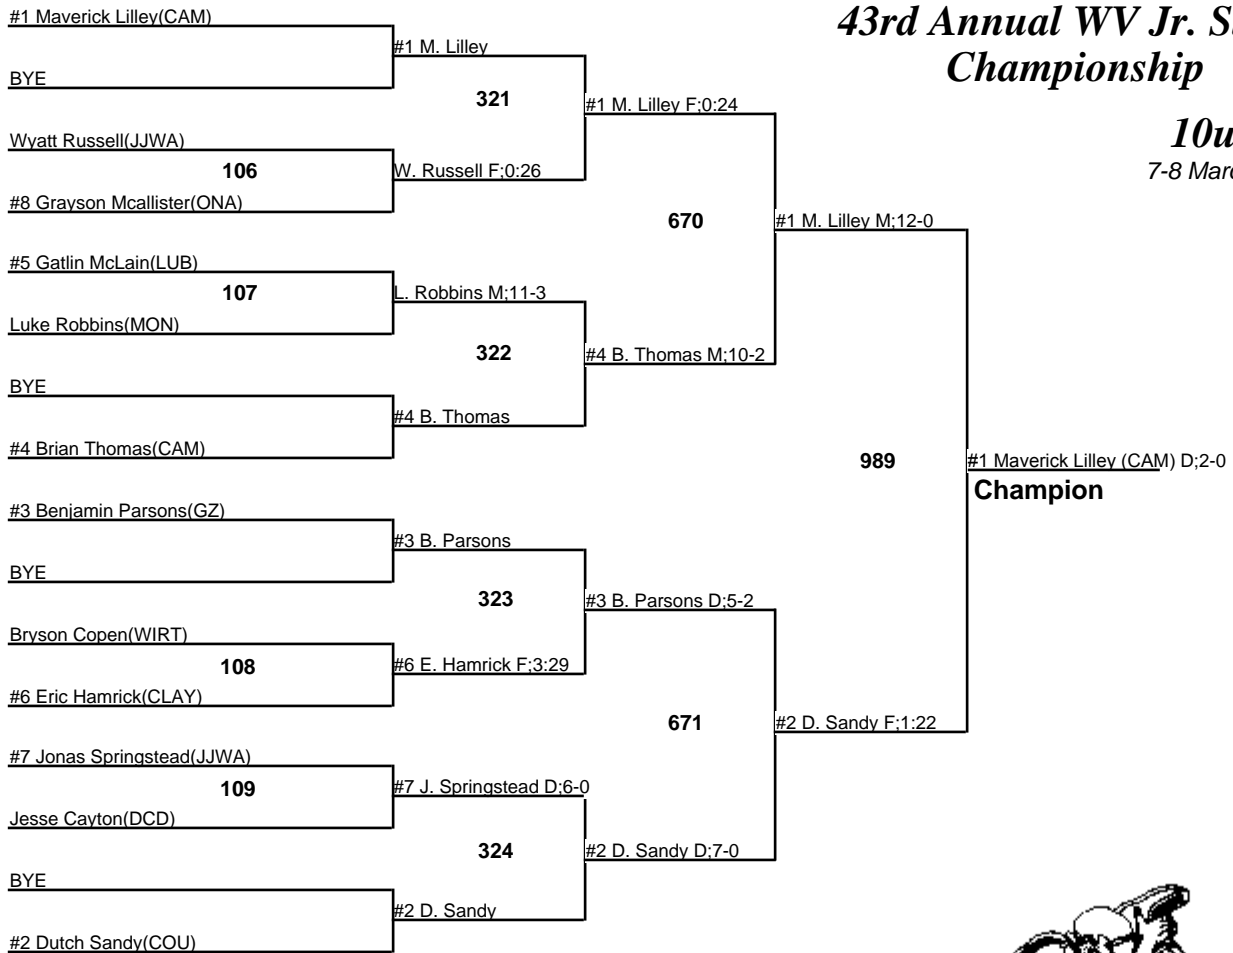 #1 Maverick Lilley(CAM)
BYE
Wyatt Russell(JJWA)
106
#8 Grayson Mcallister(ONA)
#5 Gatlin McLain(LUB)
107
Luke Robbins(MON)
BYE
#4 Brian Thomas(CAM)
#3 Benjamin Parsons(GZ)
BYE
Bryson Copen(WIRT)
108
#6 Eric Hamrick(CLAY)
#7 Jonas Springstead(JJWA)
109
Jesse Cayton(DCD)
BYE
#2 Dutch Sandy(COU)
#1 M. Lilley
321
W. Russell F;0:26
L. Robbins M;11-3
322
#4 B. Thomas
#3 B. Parsons
323
#6 E. Hamrick F;3:29
#7 J. Springstead D;6-0
324
#2 D. Sandy
#1 M. Lilley F;0:24
670
#4 B. Thomas M;10-2
#3 B. Parsons D;5-2
671
#2 D. Sandy D;7-0
#1 M. Lilley M;12-0
989
#2 D. Sandy F;1:22
#1 Maverick Lilley (CAM) D;2-0
Champion
43rd Annual WV Jr.
Championship
10u
7-8